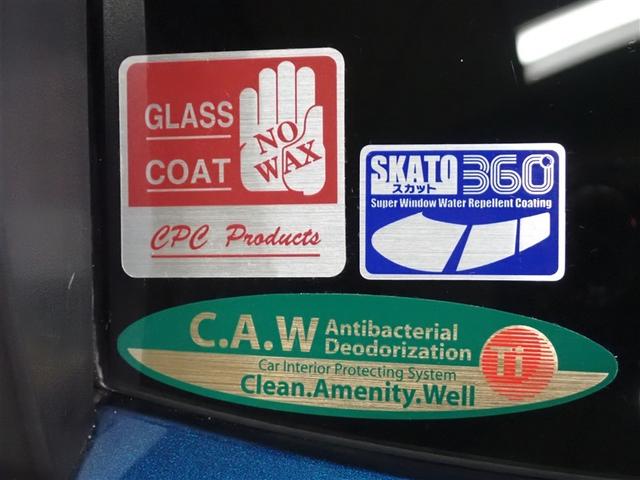 GLASS
COAT
NO
WAX
CPC Products
SKATO 360°
スカット
Super Window Water Repellent Coating
C.A.W Antibacterial
Deodorization
Ti
Car Interior Protecting System
Clean.Amenity.Well